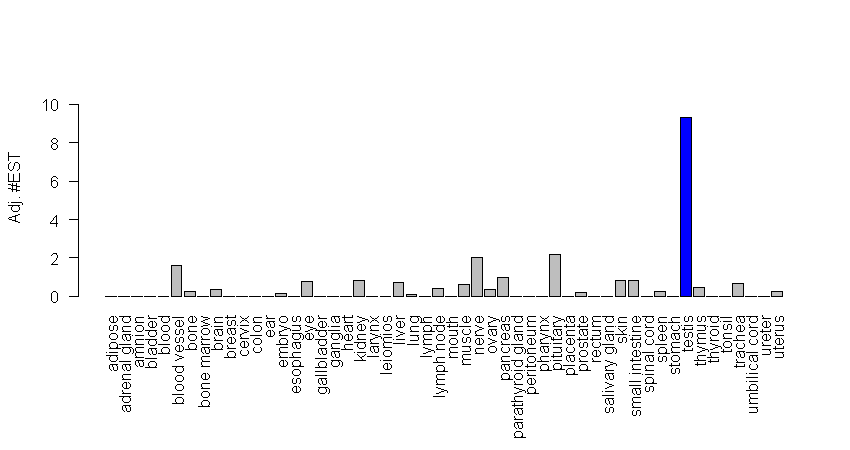 Adj. #EST
10
8
6
4
2
0
adipose
adrenal gland
amnion
bladder
blood
blood vessel
bone
bone marrow
brain
breast
cervix
colon
ear
embryo
esophagus
eye
gallbladder
ganglia
heart
kidney
larynx
leiomios
liver
lung
lymph
lymph node
mouth
muscle
nerve
ovary
pancreas
parathyroid gland
peritoneum
pharynx
pituitary
placenta
prostate
rectum
salivary gland
skin
small intestine
spinal cord
spleen
stomach
testis
thymus
thyroid
tonsil
trachea
umbilical cord
ureter
uterus